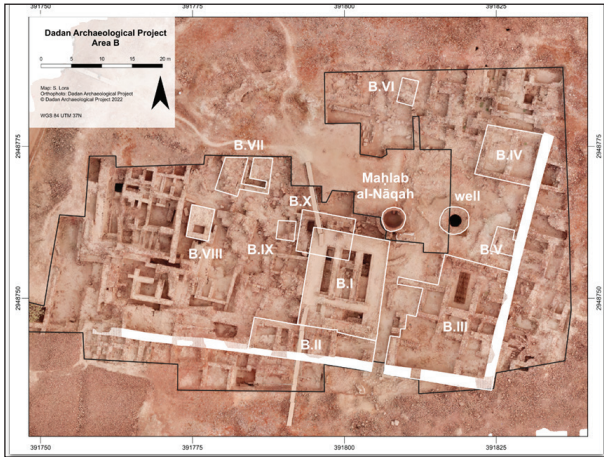 391750
391775
391800
391825
Dadan Archaeological Project
Area B
0
5
10
15
20 m
Map: S. Lora
Orthophoto: Dadan Archaeological Project
© Dadan Archaeological Project 2022
WGS 84 UTM 37N
B.VI
2948775
2948775
B.VII
B.IV
Maḥlab
al-Nāqah
well
B.X
B.V
B.VIII
B.IX
B.I
2948750
2948750
B.III
B.II
391750
391775
391800
391825